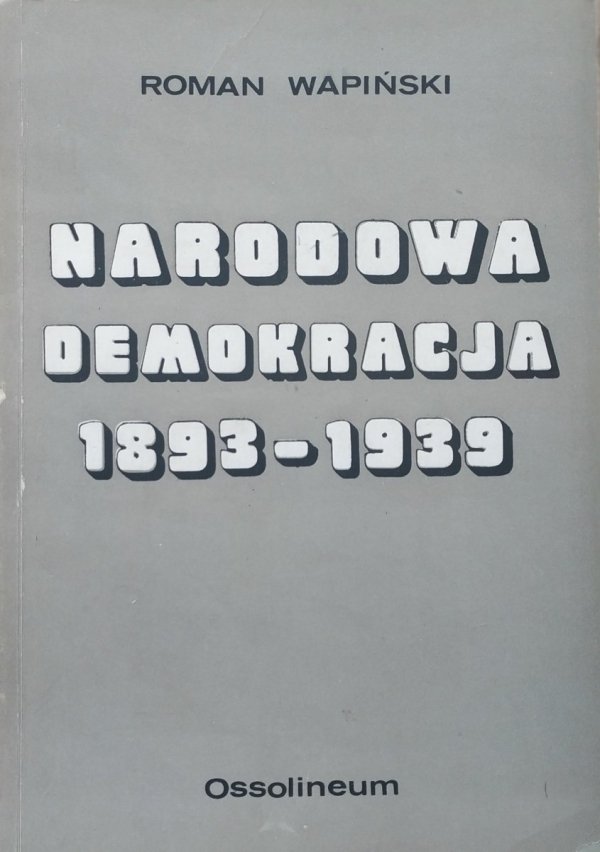 ROMAN WAPIŃSKI
NARODOWA
DEMOKRACJA
1893-1939
Ossolineum